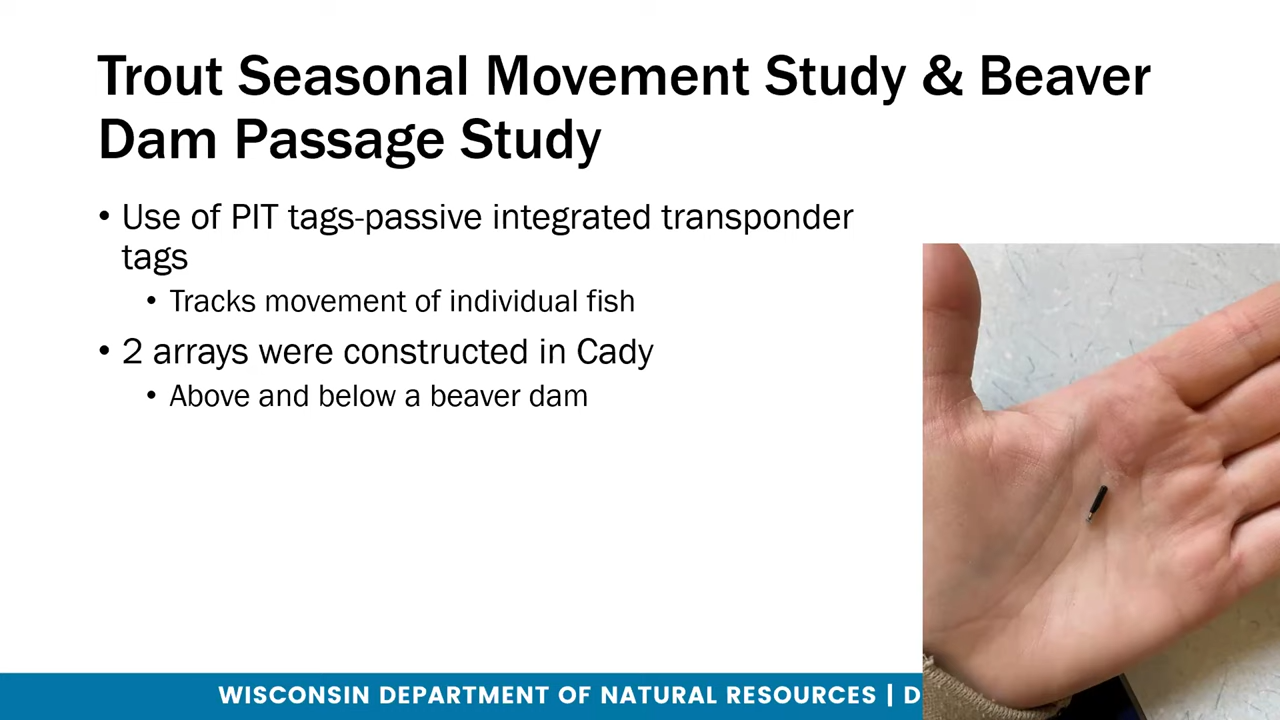 Trout Seasonal Movement Study & Beaver
Dam Passage Study
• Use of PIT tags-passive integrated transponder
tags
• Tracks movement of individual fish
• 2 arrays were constructed in Cady
• Above and below a beaver dam
WISCONSIN DEPARTMENT OF NATURAL RESOURCES | D